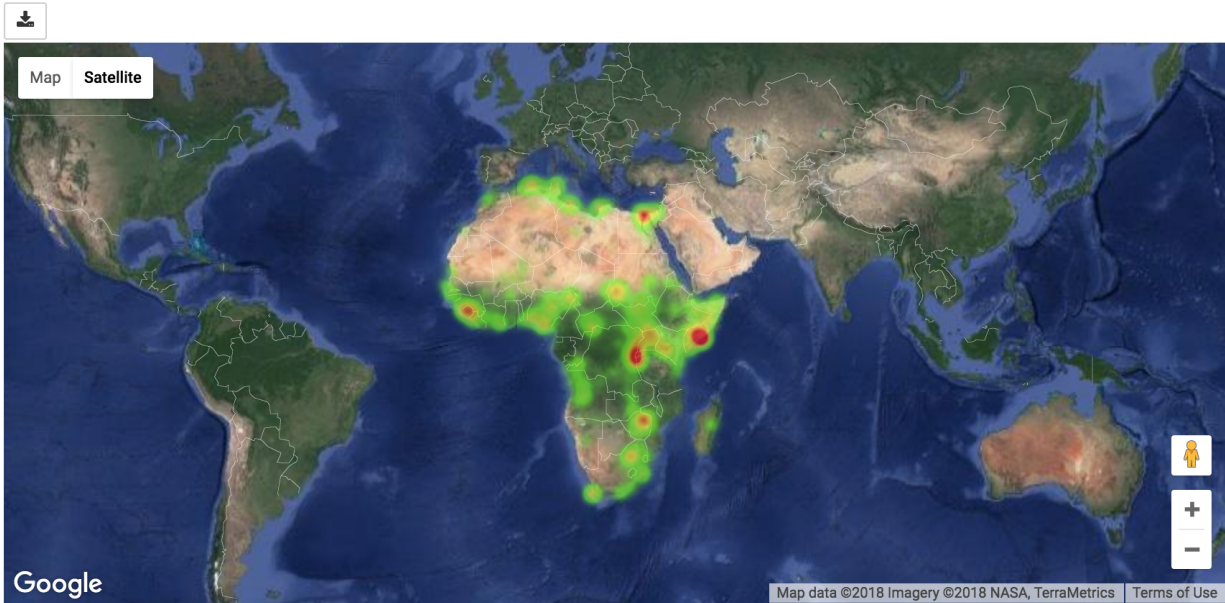 Map Satellite
Google
Map data ©2018 Imagery ©2018 NASA, TerraMetrics Terms of Use